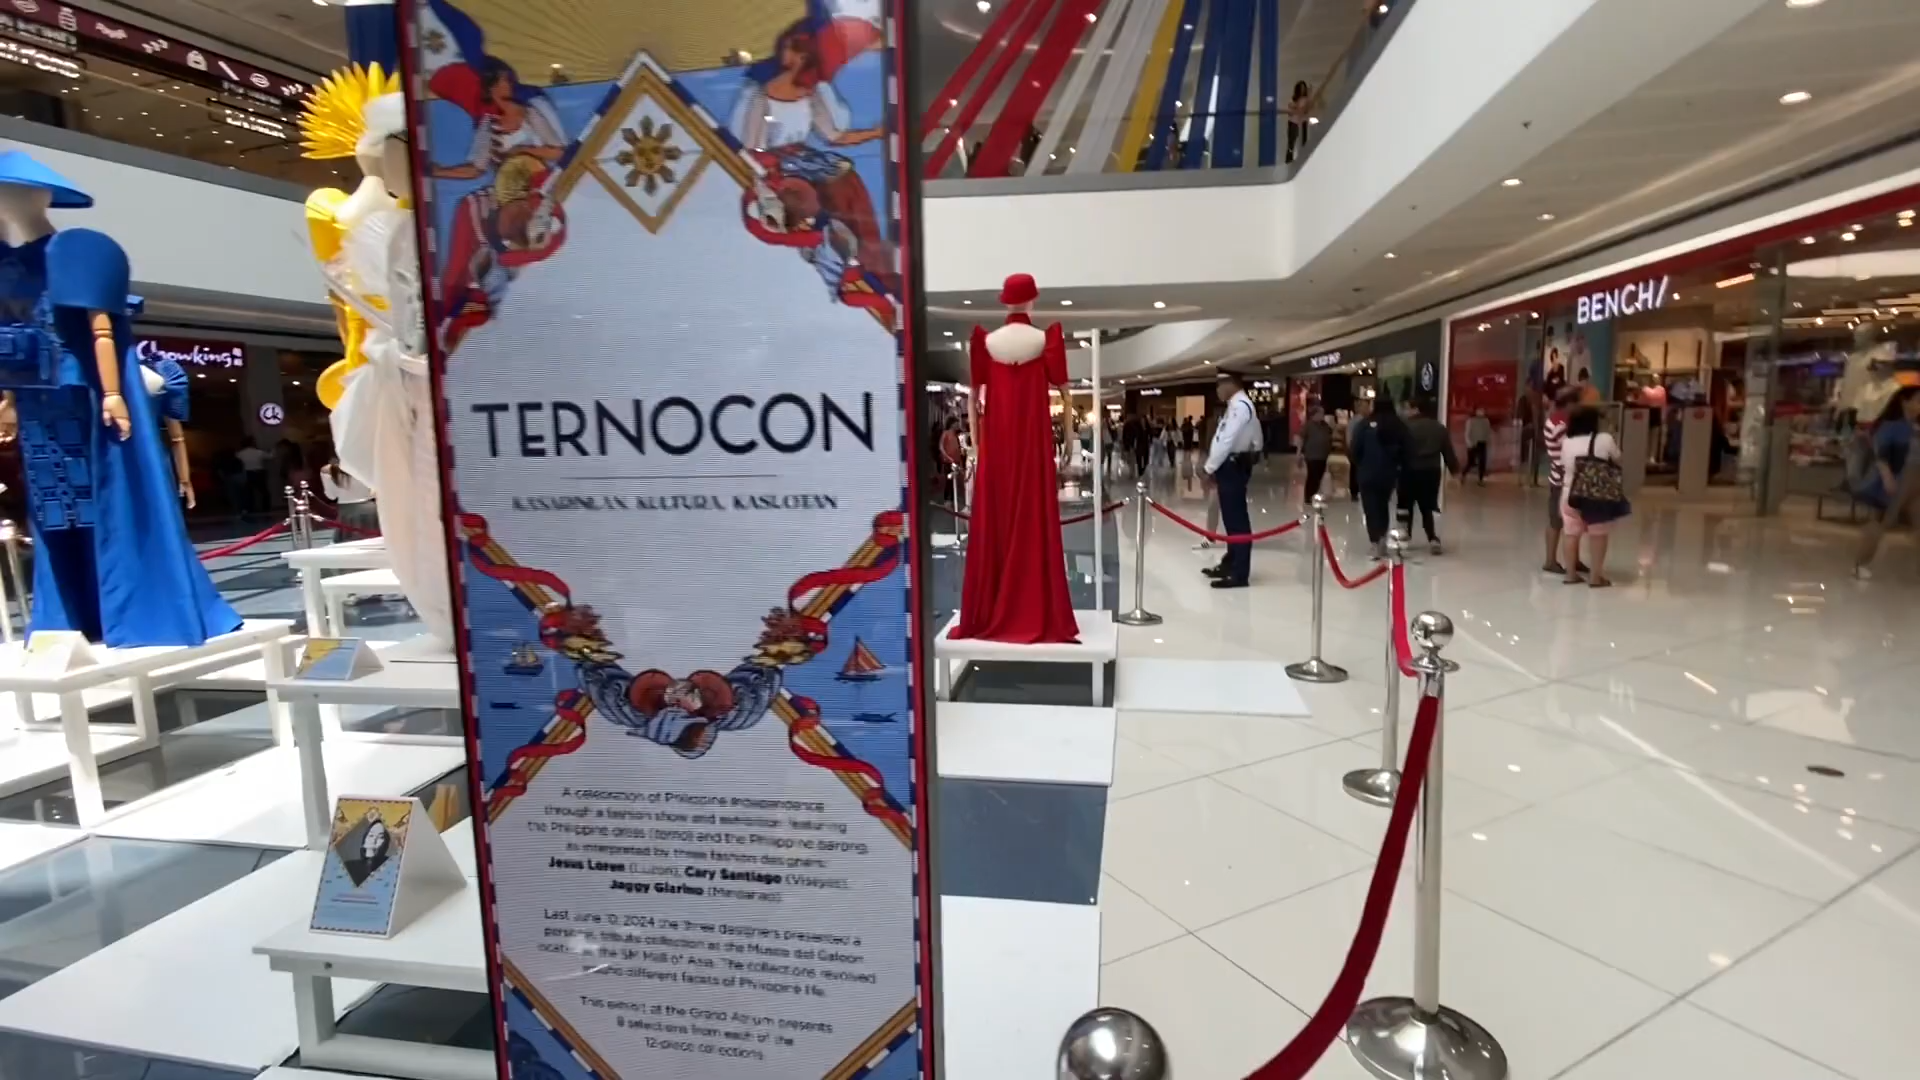 TERNOCON
KASARINLAN. KULTURA. KASUOTAN
A celebration of Philippine Independence
through a fashion show and exhibition featuring
the Philippine dress (terno) and the Philippine barong,
as interpreted by three fashion designers:
Jesus Loren (Luzon), Cary Santiago (Visayas),
Jaggy Glarino (Mindanao).
Last June 10, 2024 the three designers presented a
personal tribute collection at the Museo del Galeon
located at the SM Mall of Asia. The collections revolved
around different facets of Philippine life.
This exhibit at the Grand Atrium presents
8 selections from each of the
12-piece collections.
Chowking
BENCH/
THE BODY SHOP